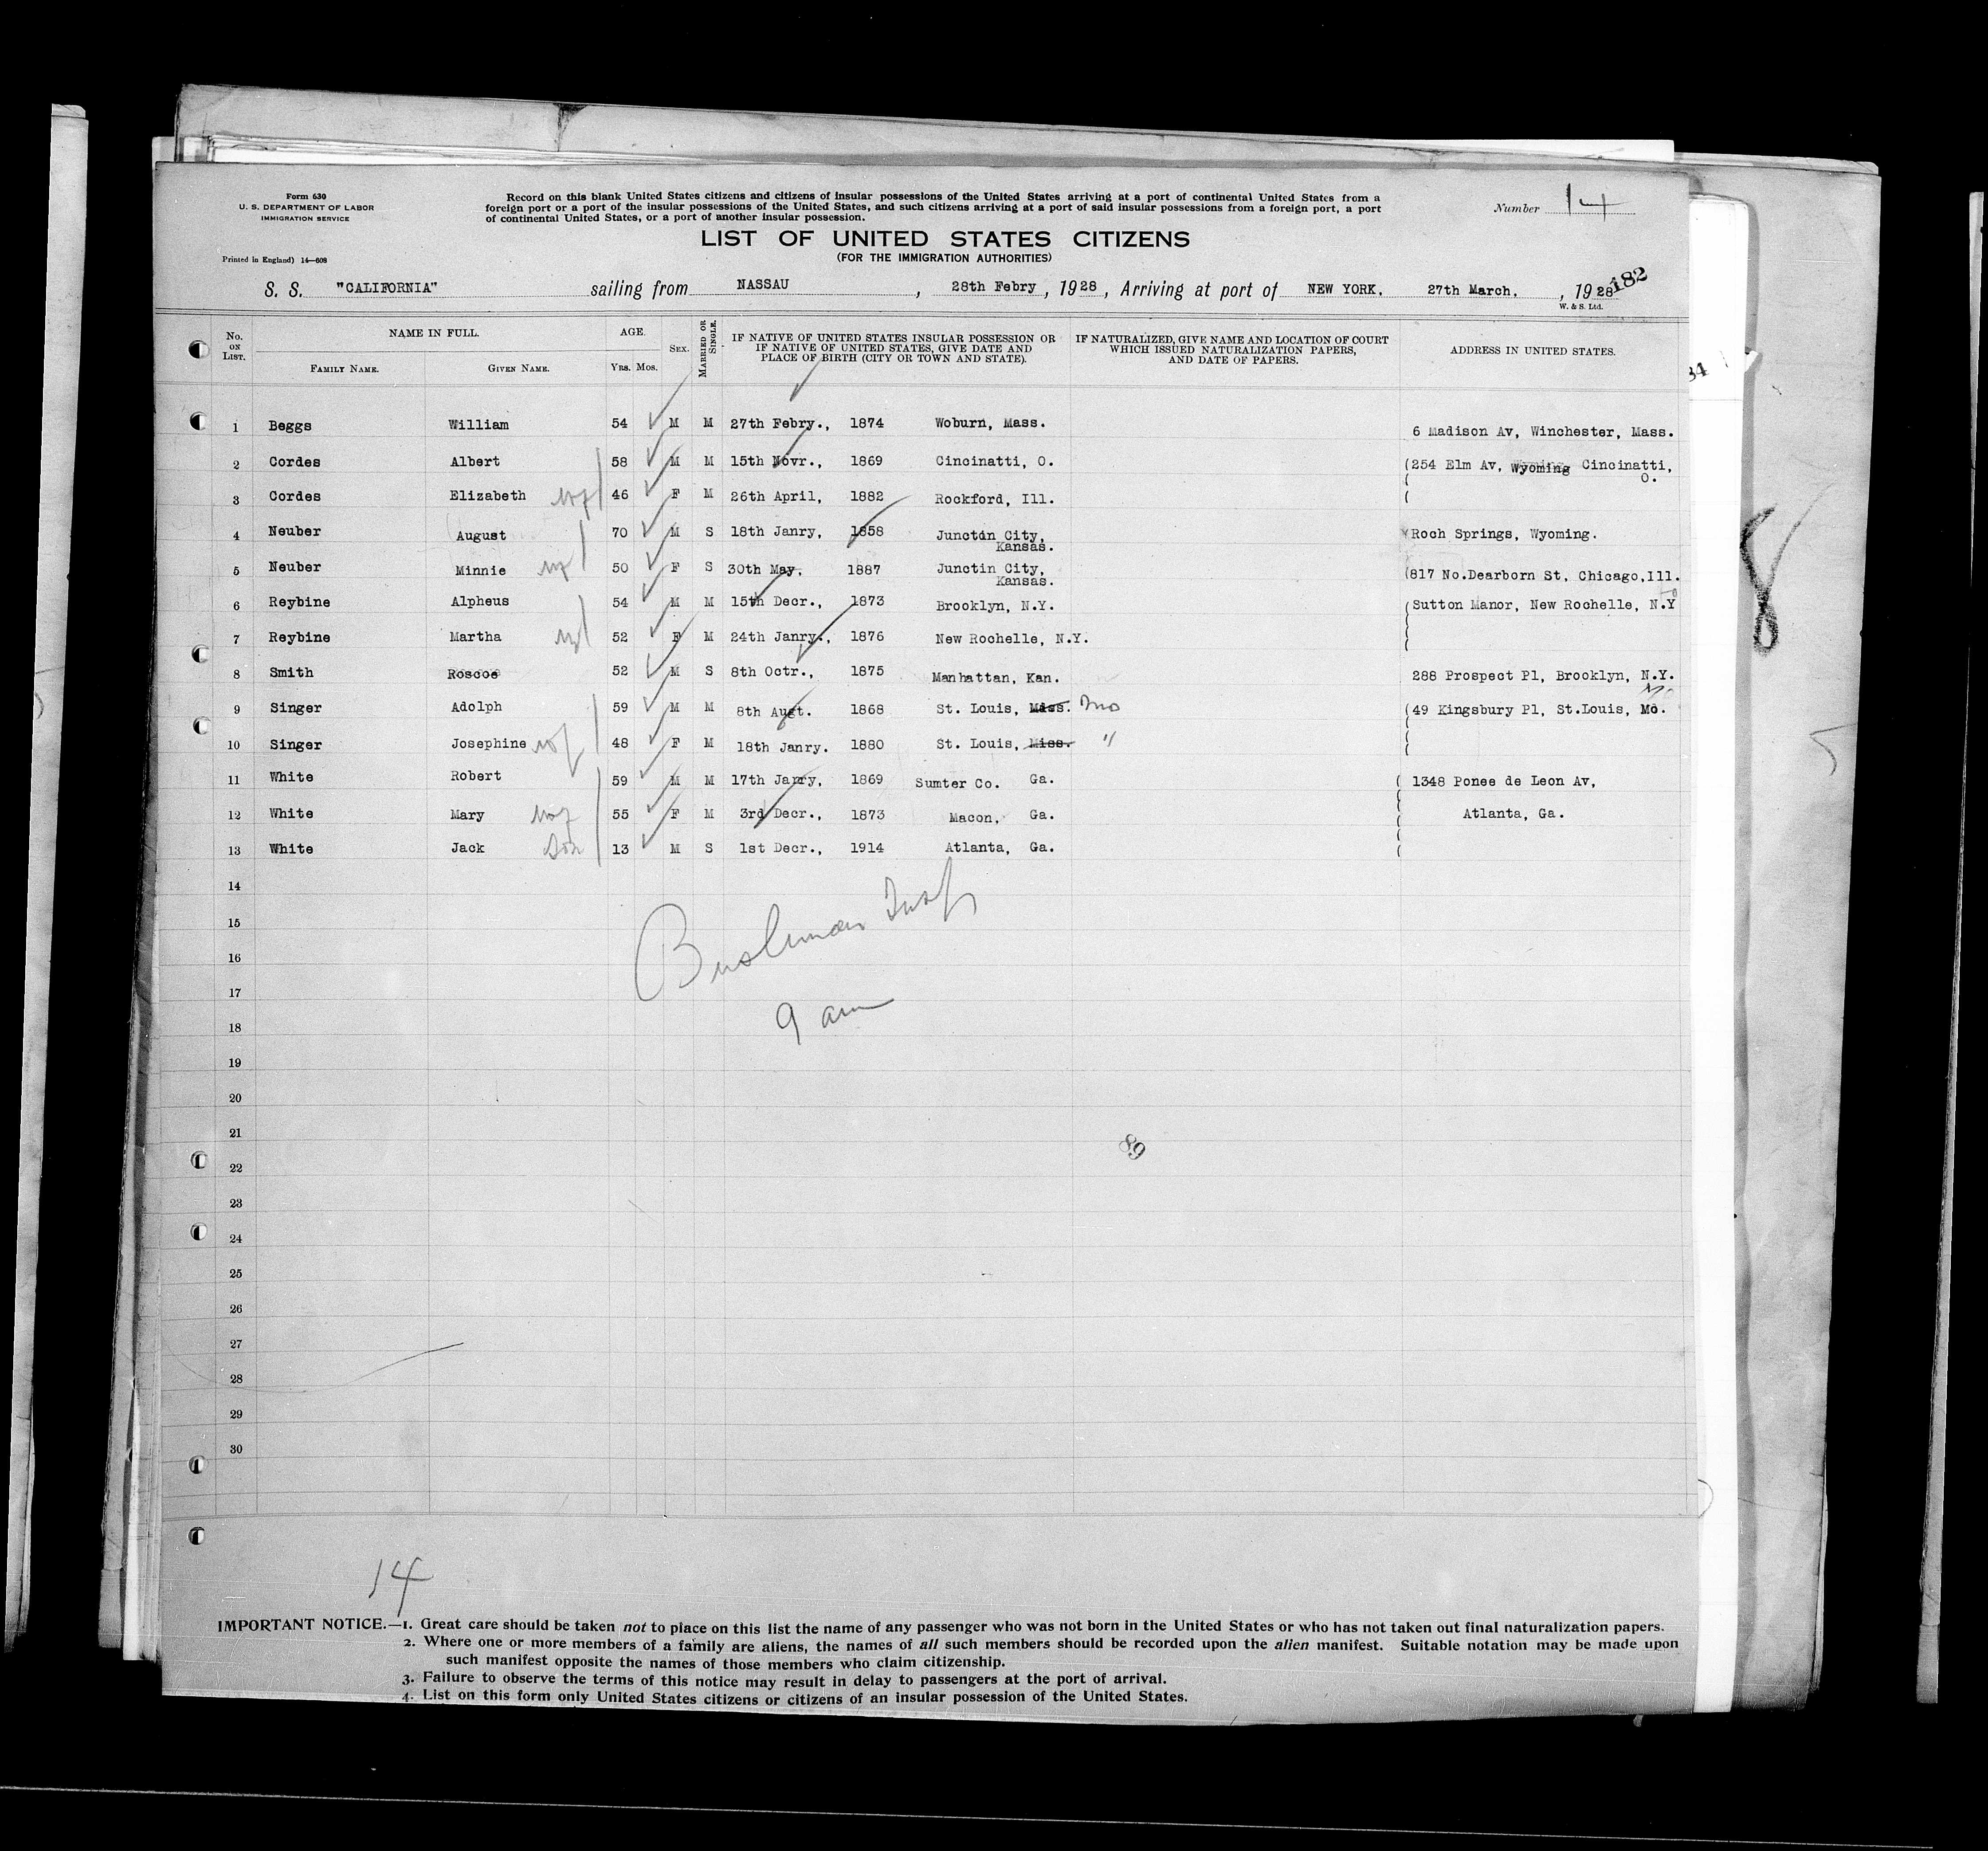 Form 630
U. S. DEPARTMENT OF LABOR
IMMIGRATION SERVICE
Record on this blank United States citizens and citizens of insular possessions of the United States arriving at a port of continental United States from a
foreign port or a port of the insular possessions of the United States, and such citizens arriving at a port of said insular possessions from a foreign port, a port
of continental United States, or a port of another insular possession.
Number 14
LIST OF UNITED STATES CITIZENS
(FOR THE IMMIGRATION AUTHORITIES)
Printed in England) 14—608
182
S. S. "CALIFORNIA" sailing from NASSAU, 28th Febry, 1928, Arriving at port of NEW YORK, 27th March, , 1928
W. & S. Ltd.
No. ON LIST. NAME IN FULL. FAMILY NAME. GIVEN NAME. AGE. YRS. MOS. SEX. MARRIED OR SINGLE. IF NATIVE OF UNITED STATES INSULAR POSSESSION OR IF NATIVE OF UNITED STATES, GIVE DATE AND PLACE OF BIRTH (CITY OR TOWN AND STATE). IF NATURALIZED, GIVE NAME AND LOCATION OF COURT WHICH ISSUED NATURALIZATION PAPERS, AND DATE OF PAPERS. ADDRESS IN UNITED STATES.
34
1 Beggs William 54 M M 27th Febry., 1874 Woburn, Mass. 6 Madison Av, Winchester, Mass.
2 Cordes Albert 58 M M 15th Novr., 1869 Cincinatti, O. (254 Elm Av, Wyoming Cincinatti, O.
3 Cordes Elizabeth 46 F M 26th April, 1882 Rockford, Ill.
4 Neuber August 70 M S 18th Janry, 1858 Junctin City, Kansas. Roch Springs, Wyoming.
5 Neuber Minnie 50 F S 30th May, 1887 Junctin City, Kansas. (817 No.Dearborn St, Chicago,Ill.
6 Reybine Alpheus 54 M M 15th Decr., 1873 Brooklyn, N.Y. (Sutton Manor, New Rochelle, N.Y
7 Reybine Martha 52 F M 24th Janry., 1876 New Rochelle, N.Y.
8 Smith Roscoe 52 M S 8th Octr., 1875 Manhattan, Kan. 288 Prospect Pl, Brooklyn, N.Y.
9 Singer Adolph 59 M M 8th Augt. 1868 St. Louis, Miss. Mo (49 Kingsbury Pl, St.Louis, Mo.
10 Singer Josephine 48 F M 18th Janry. 1880 St. Louis, Miss. "
11 White Robert 59 M M 17th Janry, 1869 Sumter Co. Ga. ( 1348 Ponee de Leon Av,
12 White Mary 55 F M 3rd Decr., 1873 Macon, Ga. Atlanta, Ga.
13 White Jack Son 13 M S 1st Decr., 1914 Atlanta, Ga.
14
15
16
17
9 am
18
19
20
21
22
23
24
25
26
27
28
29
30
8
14
IMPORTANT NOTICE.—1. Great care should be taken not to place on this list the name of any passenger who was not born in the United States or who has not taken out final naturalization papers.
2. Where one or more members of a family are aliens, the names of all such members should be recorded upon the alien manifest. Suitable notation may be made upon
such manifest opposite the names of those members who claim citizenship.
3. Failure to observe the terms of this notice may result in delay to passengers at the port of arrival.
4. List on this form only United States citizens or citizens of an insular possession of the United States.